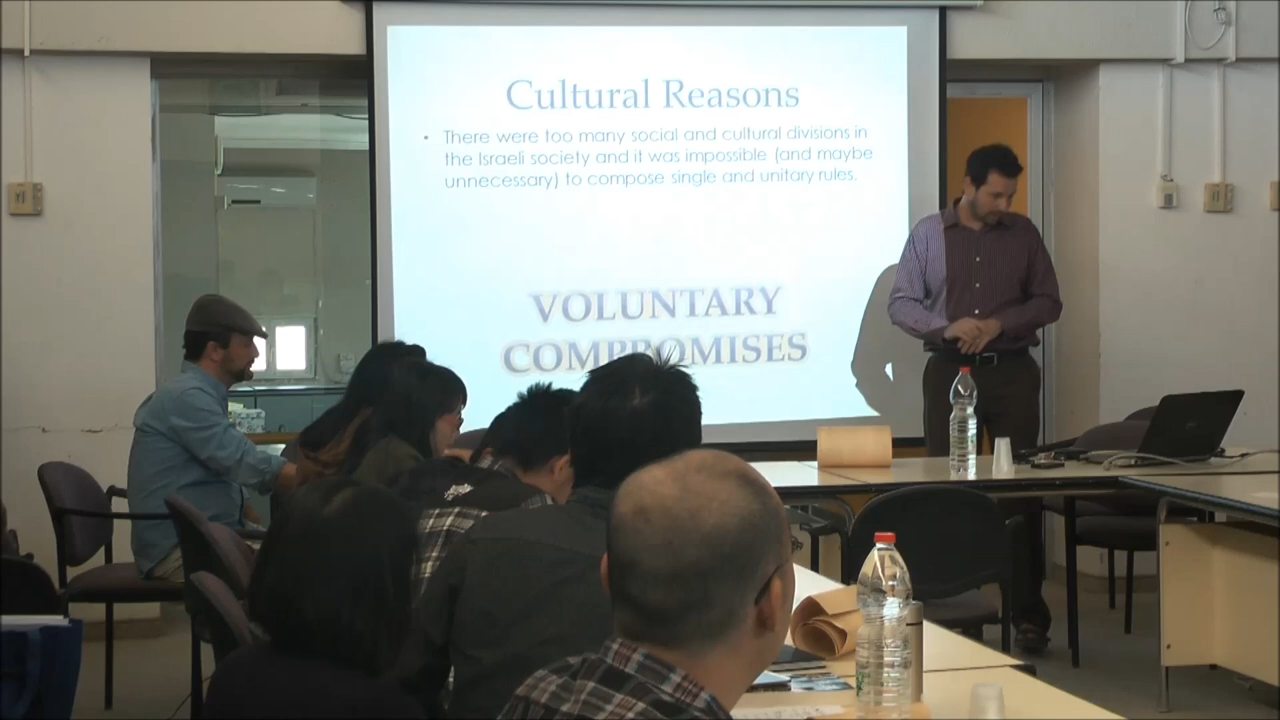 Cultural Reasons
• There were too many social and cultural divisions in
the Israeli society and it was impossible (and maybe
unnecessary) to compose single and unitary rules.
VOLUNTARY
COMPROMISES